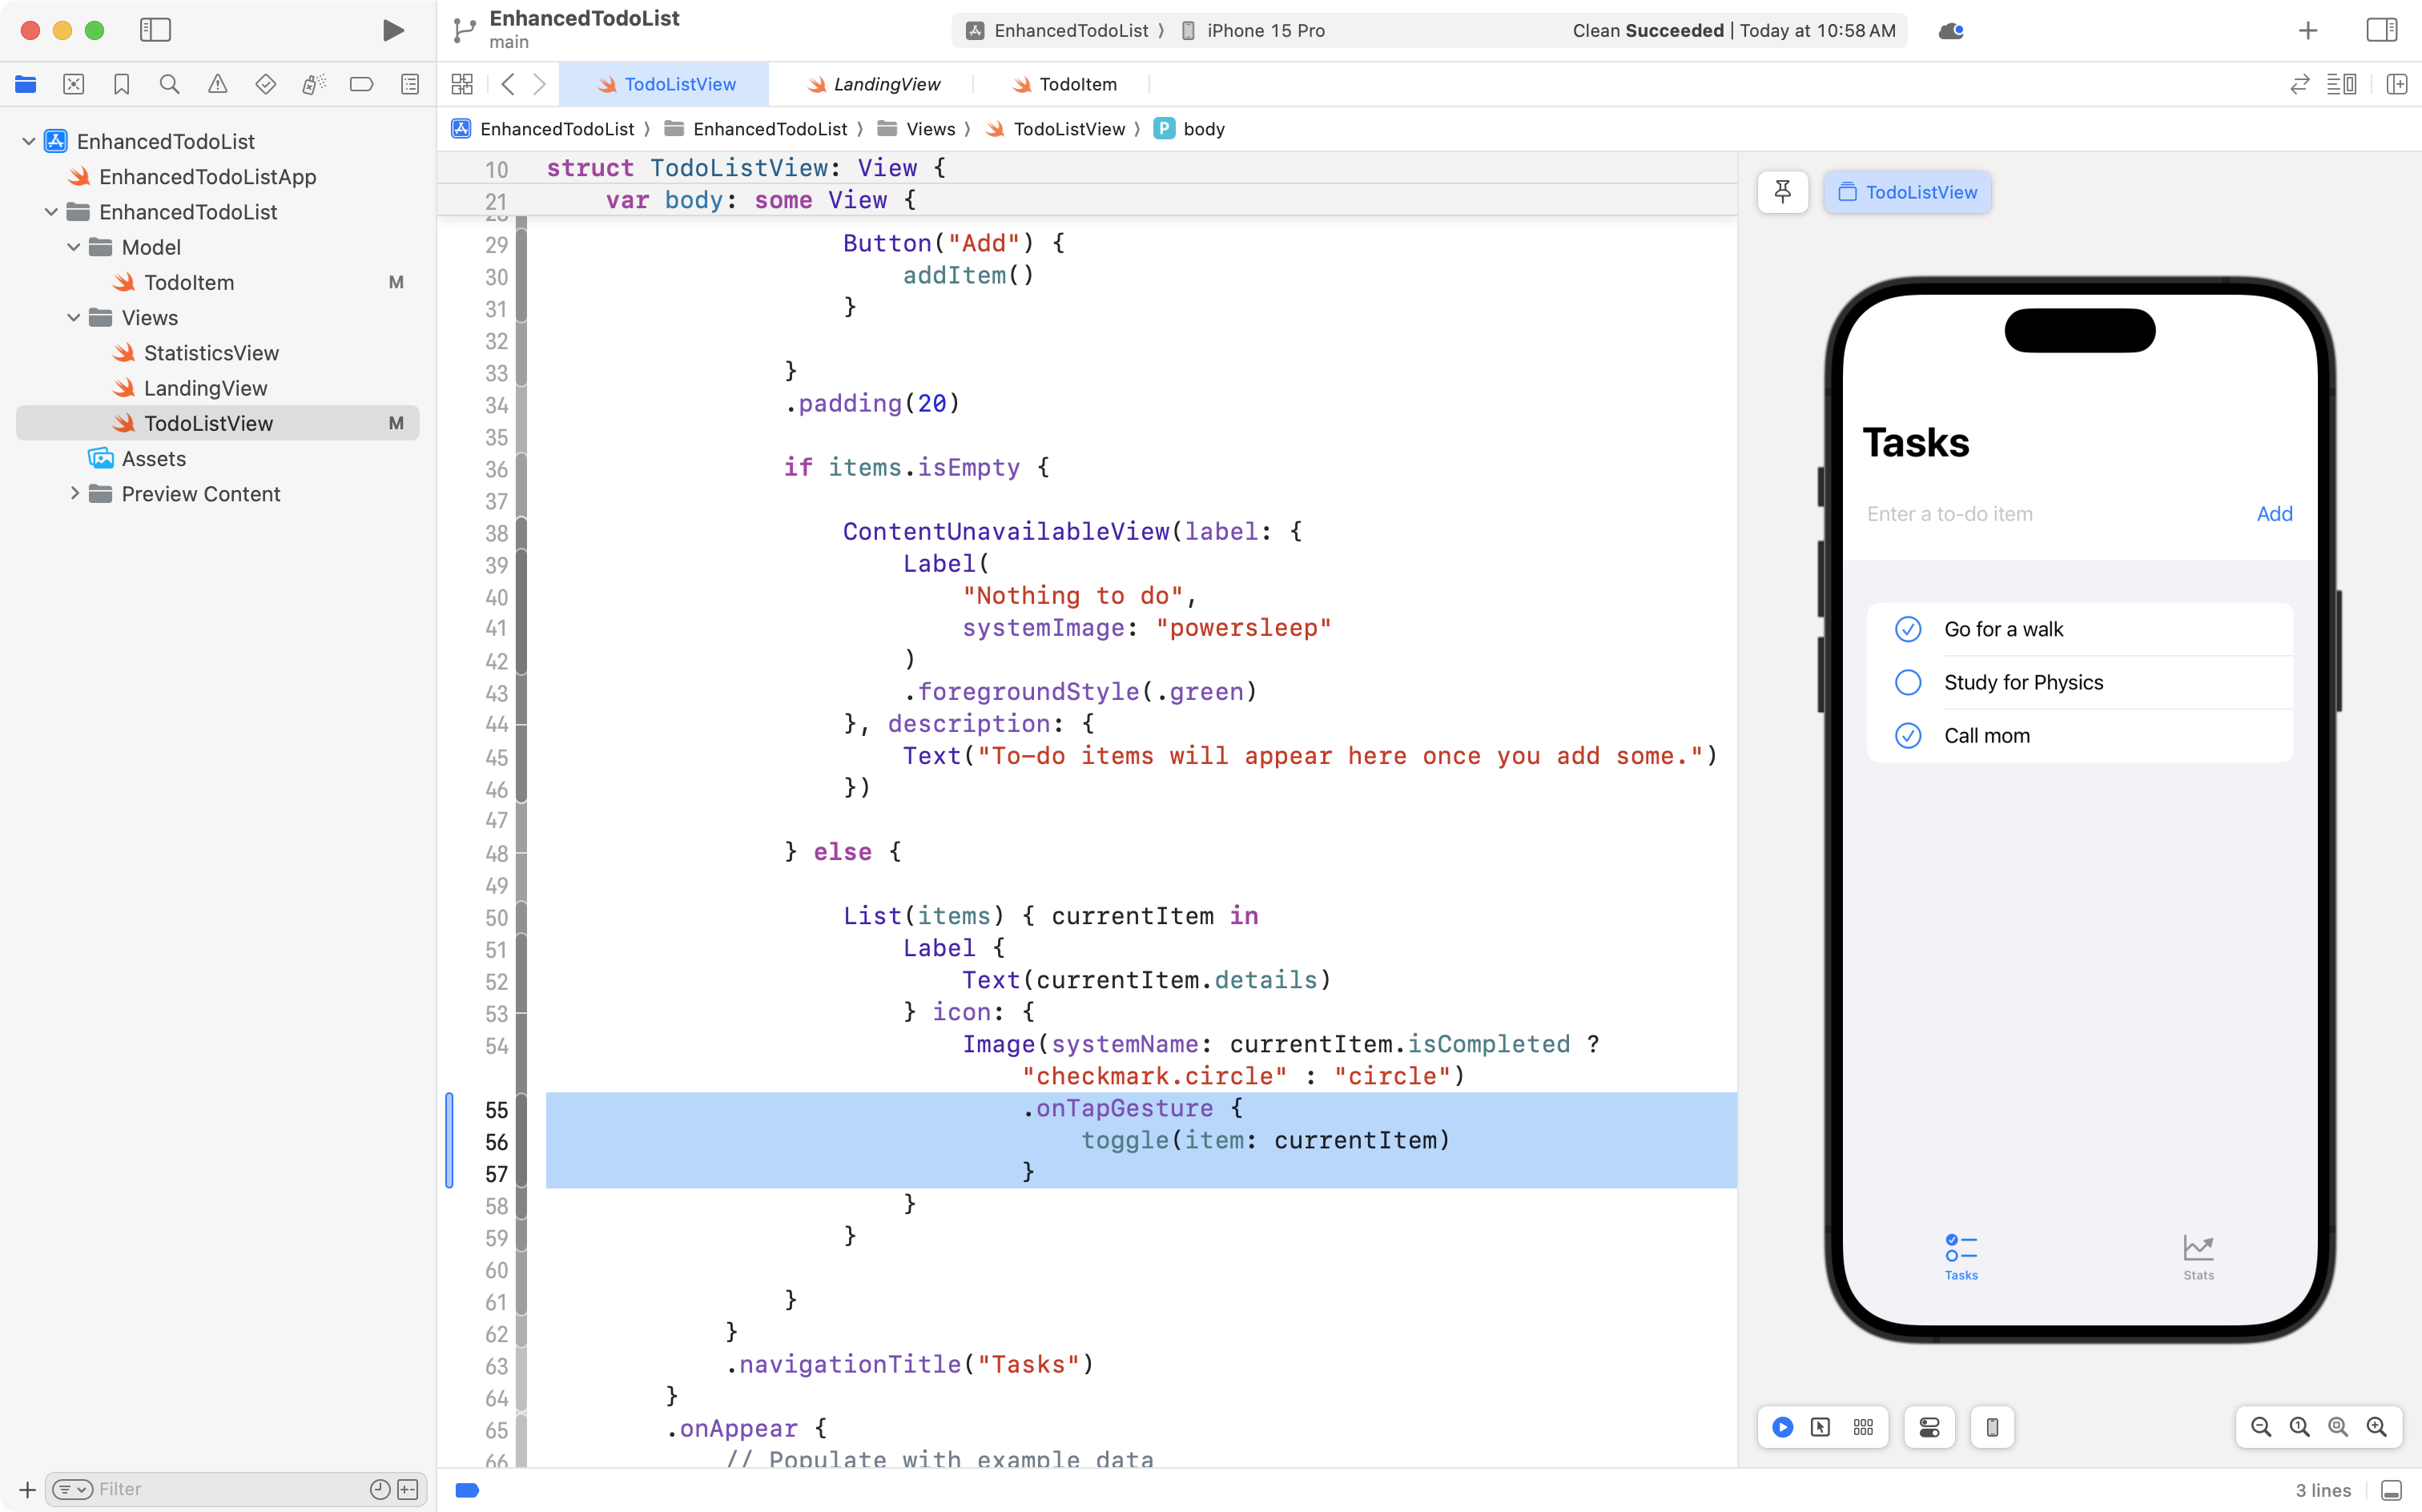 EnhancedTodoList
main
EnhancedTodoList 〉 iPhone 15 Pro
Clean Succeeded | Today at 10:58 AM
TodoListView
LandingView
TodoItem
EnhancedTodoList 〉 EnhancedTodoList 〉 Views 〉 TodoListView 〉 P body
EnhancedTodoList
EnhancedTodoListApp
EnhancedTodoList
Model
TodoItem M
Views
StatisticsView
LandingView
TodoListView M
Assets
Preview Content
Filter
10 struct TodoListView: View {
21 var body: some View {
29 Button("Add") {
30 addItem()
31 }
32
33 }
34 .padding(20)
35
36 if items.isEmpty {
37
38 ContentUnavailableView(label: {
39 Label(
40 "Nothing to do",
41 systemImage: "powersleep"
42 )
43 .foregroundStyle(.green)
44 }, description: {
45 Text("To-do items will appear here once you add some.")
46 })
47
48 } else {
49
50 List(items) { currentItem in
51 Label {
52 Text(currentItem.details)
53 } icon: {
54 Image(systemName: currentItem.isCompleted ?
"checkmark.circle" : "circle")
55 .onTapGesture {
56 toggle(item: currentItem)
57 }
58 }
59 }
60
61 }
62 }
63 .navigationTitle("Tasks")
64 }
65 .onAppear {
66 // Populate with example data
TodoListView
Tasks
Enter a to-do item
Add
Go for a walk
Study for Physics
Call mom
Tasks
Stats
3 lines